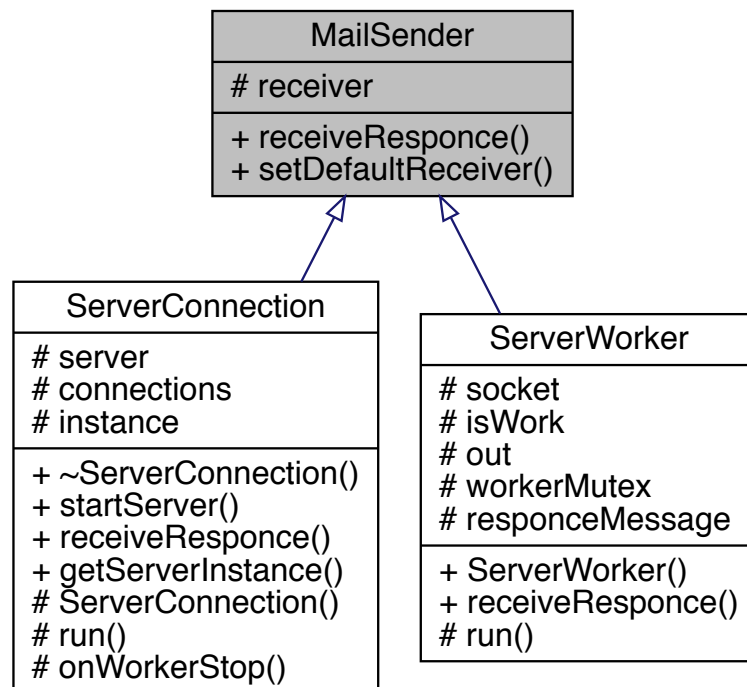 MailSender
# receiver
+ receiveResponce()
+ setDefaultReceiver()
ServerConnection
# server
# connections
# instance
+ ~ServerConnection()
+ startServer()
+ receiveResponce()
+ getServerInstance()
# ServerConnection()
# run()
# onWorkerStop()
ServerWorker
# socket
# isWork
# out
# workerMutex
# responceMessage
+ ServerWorker()
+ receiveResponce()
# run()